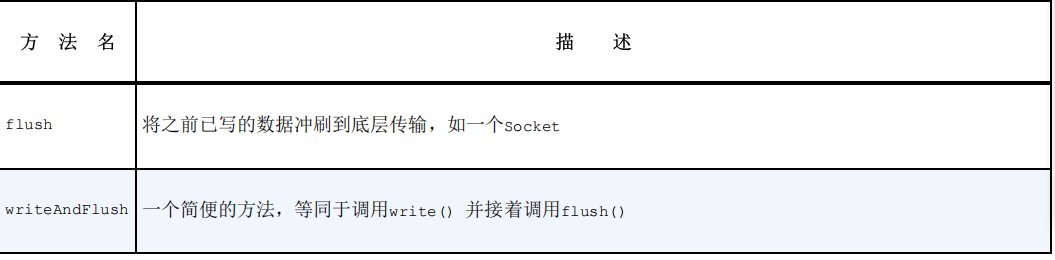 方 法 名 描 述
flush 将之前已写的数据冲刷到底层传输，如一个Socket
writeAndFlush 一个简便的方法，等同于调用write() 并接着调用flush()